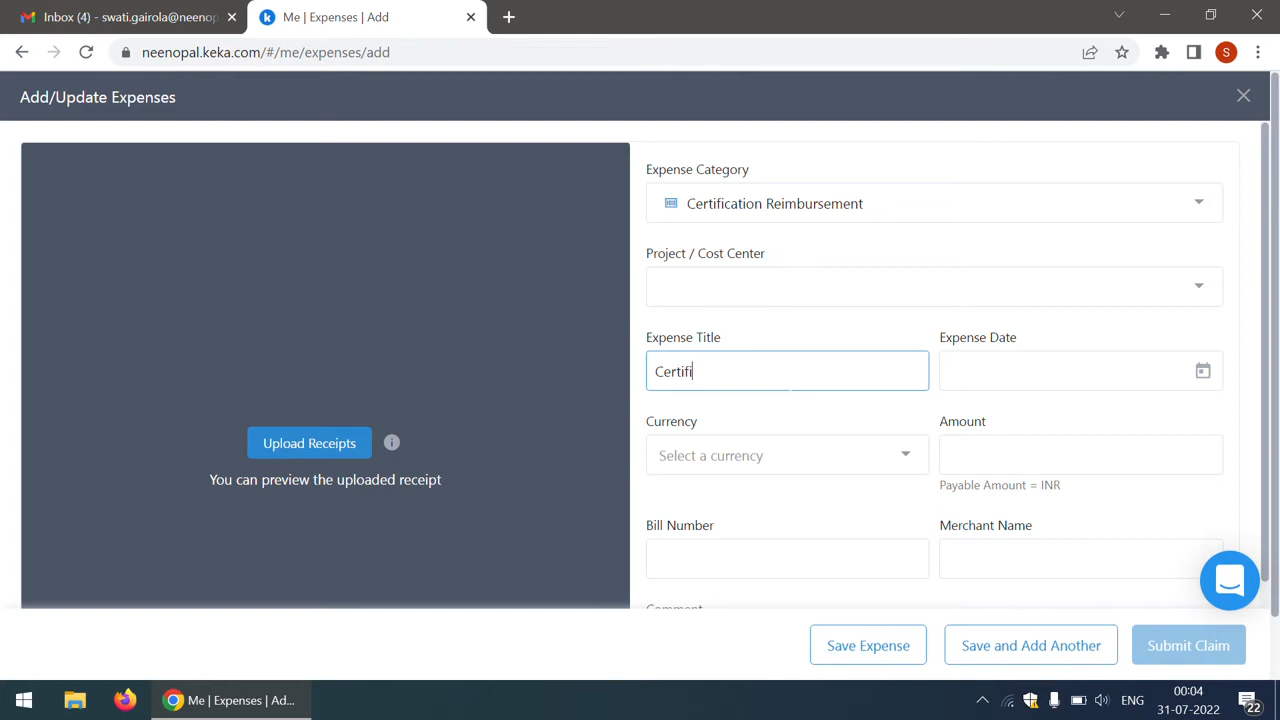 Inbox (4) - swati.gairola@neenop
Me | Expenses | Add
neenopal.keka.com/#/me/expenses/add
S
Add/Update Expenses
Expense Category
Certification Reimbursement
Project / Cost Center
Expense Title
Expense Date
Certifi
Currency
Amount
Select a currency
Payable Amount = INR
Upload Receipts
You can preview the uploaded receipt
Bill Number
Merchant Name
Comment
Save Expense
Save and Add Another
Submit Claim
Me | Expenses | Ad...
ENG
00:04
31-07-2022
22